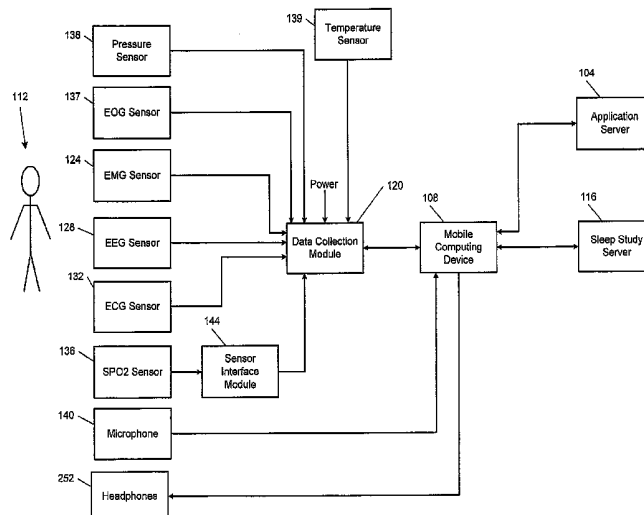 138
Pressure
Sensor
139
Temperature
Sensor
112
137
EOG Sensor
104
Application
Server
124
EMG Sensor
Power
120
108
116
128
EEG Sensor
Data Collection
Module
Mobile
Computing
Device
Sleep Study
Server
132
ECG Sensor
144
136
SPO2 Sensor
Sensor
Interface
Module
140
Microphone
252
Headphones